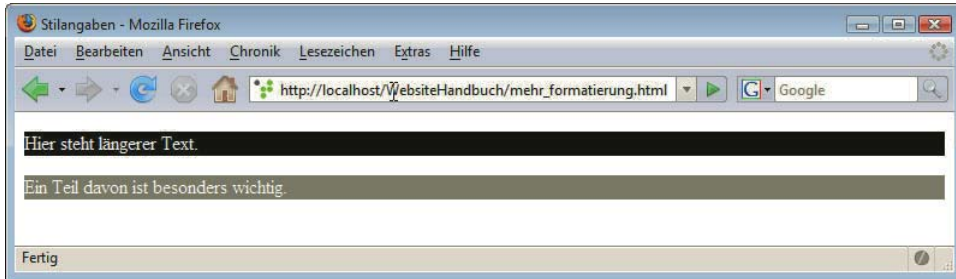 Stilangaben - Mozilla Firefox
Datei Bearbeiten Ansicht Chronik Lesezeichen Extras Hilfe
http://localhost/WebsiteHandbuch/mehr_formatierung.html G Google
Hier steht längerer Text.
Ein Teil davon ist besonders wichtig.
Fertig